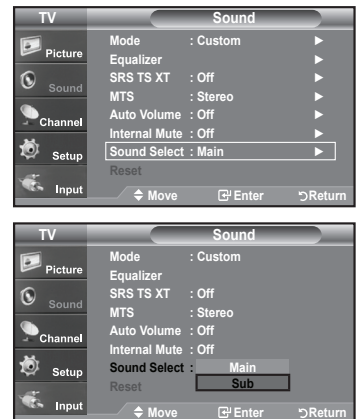 TV Sound
Mode : Custom ►
Picture
Equalizer ►
SRS TS XT : Off ►
Sound
MTS : Stereo ►
Auto Volume : Off ►
Channel
Internal Mute : Off ►
Setup
Sound Select : Main ►
Reset
Input
Move Enter Return
TV Sound
Mode : Custom
Picture
Equalizer
SRS TS XT : Off
Sound
MTS : Stereo
Auto Volume : Off
Channel
Internal Mute : Off
Setup
Sound Select : Main
Reset Sub
Input
Move Enter Return